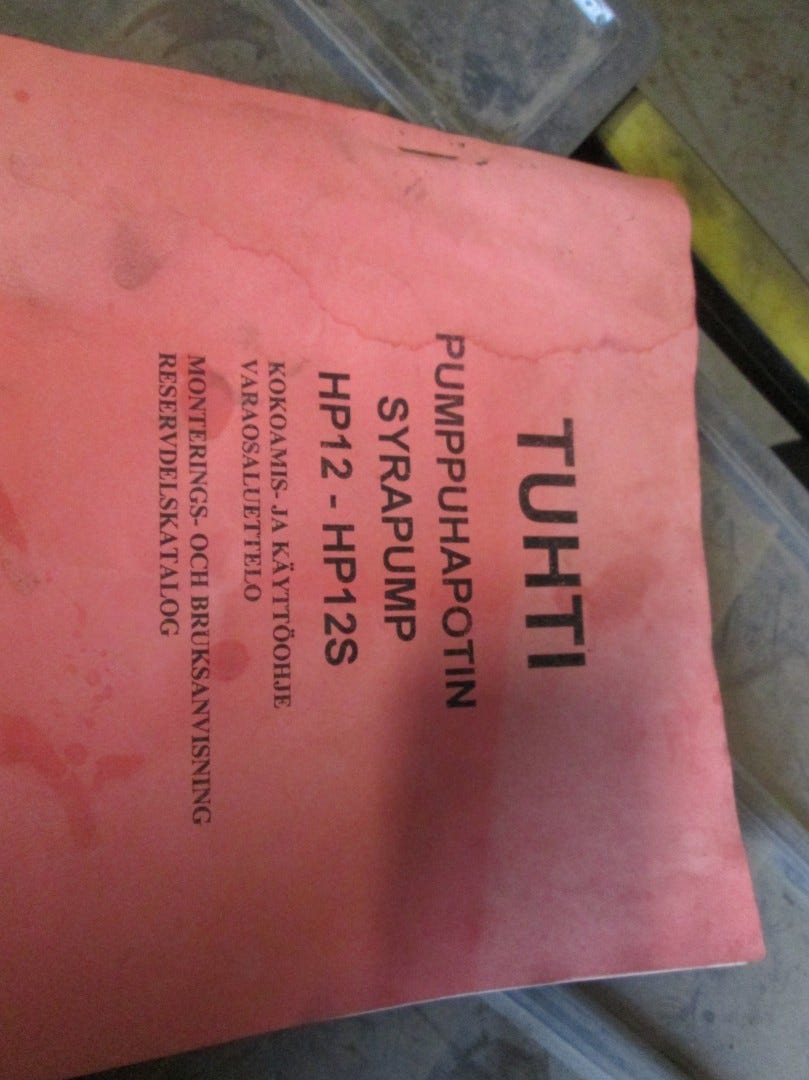 TUHTI
PUMPPUHAPOTIN
SYRAPUMP
HP12 - HP12S
KOKOAMIS- JA KÄYTTÖOHJE
VARAOSALUETTELO
MONTERINGS- OCH BRUKSANVISNING
RESERVDELSKATALOG